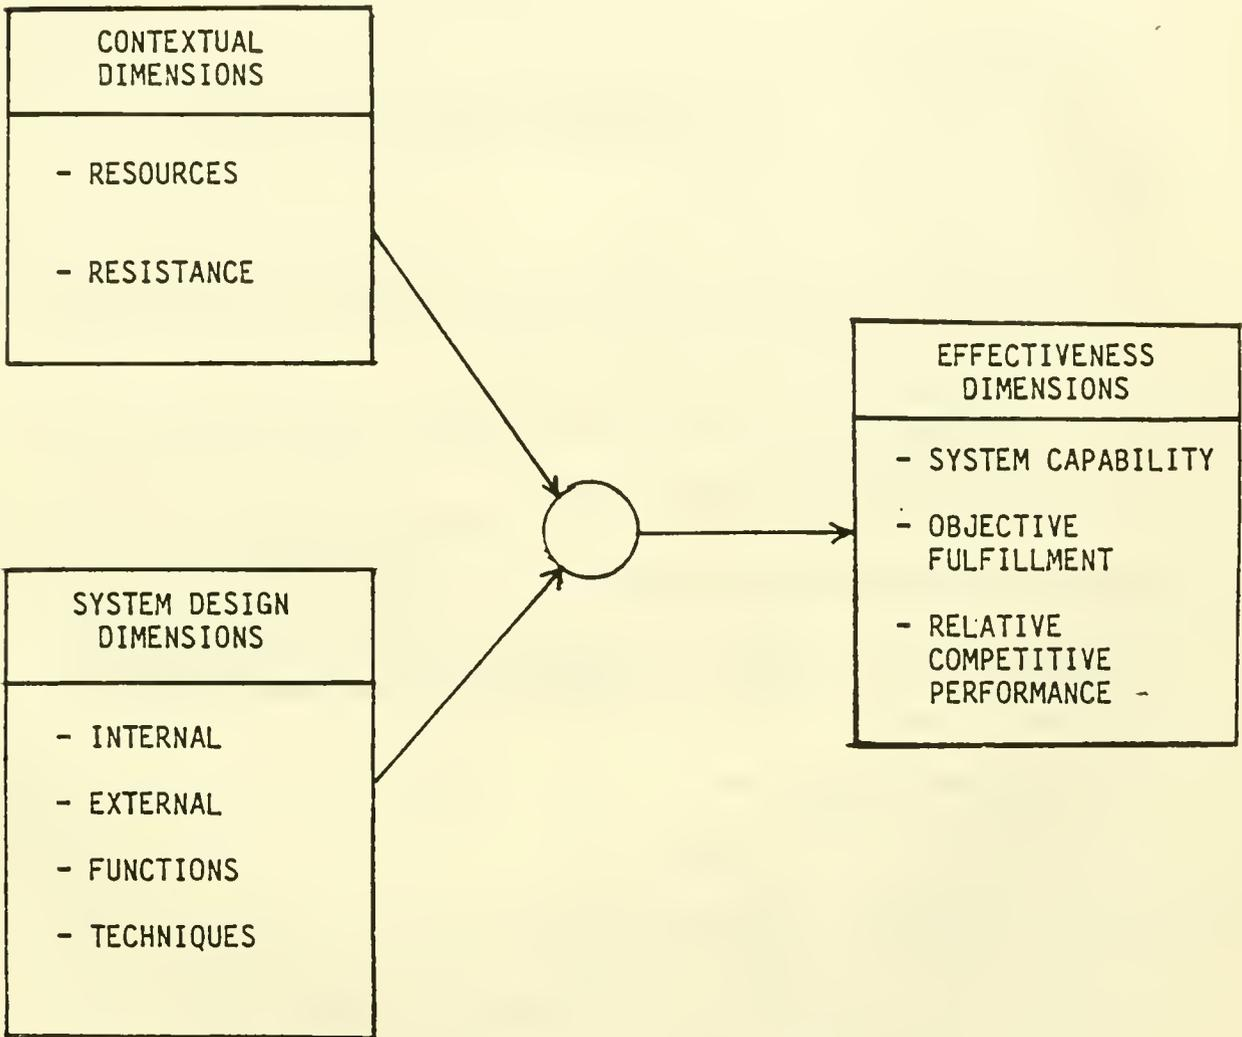 CONTEXTUAL
DIMENSIONS
- RESOURCES
- RESISTANCE
EFFECTIVENESS
DIMENSIONS
- SYSTEM CAPABILITY
- OBJECTIVE
FULFILLMENT
- RELATIVE
COMPETITIVE
PERFORMANCE
SYSTEM DESIGN
DIMENSIONS
- INTERNAL
- EXTERNAL
- FUNCTIONS
- TECHNIQUES